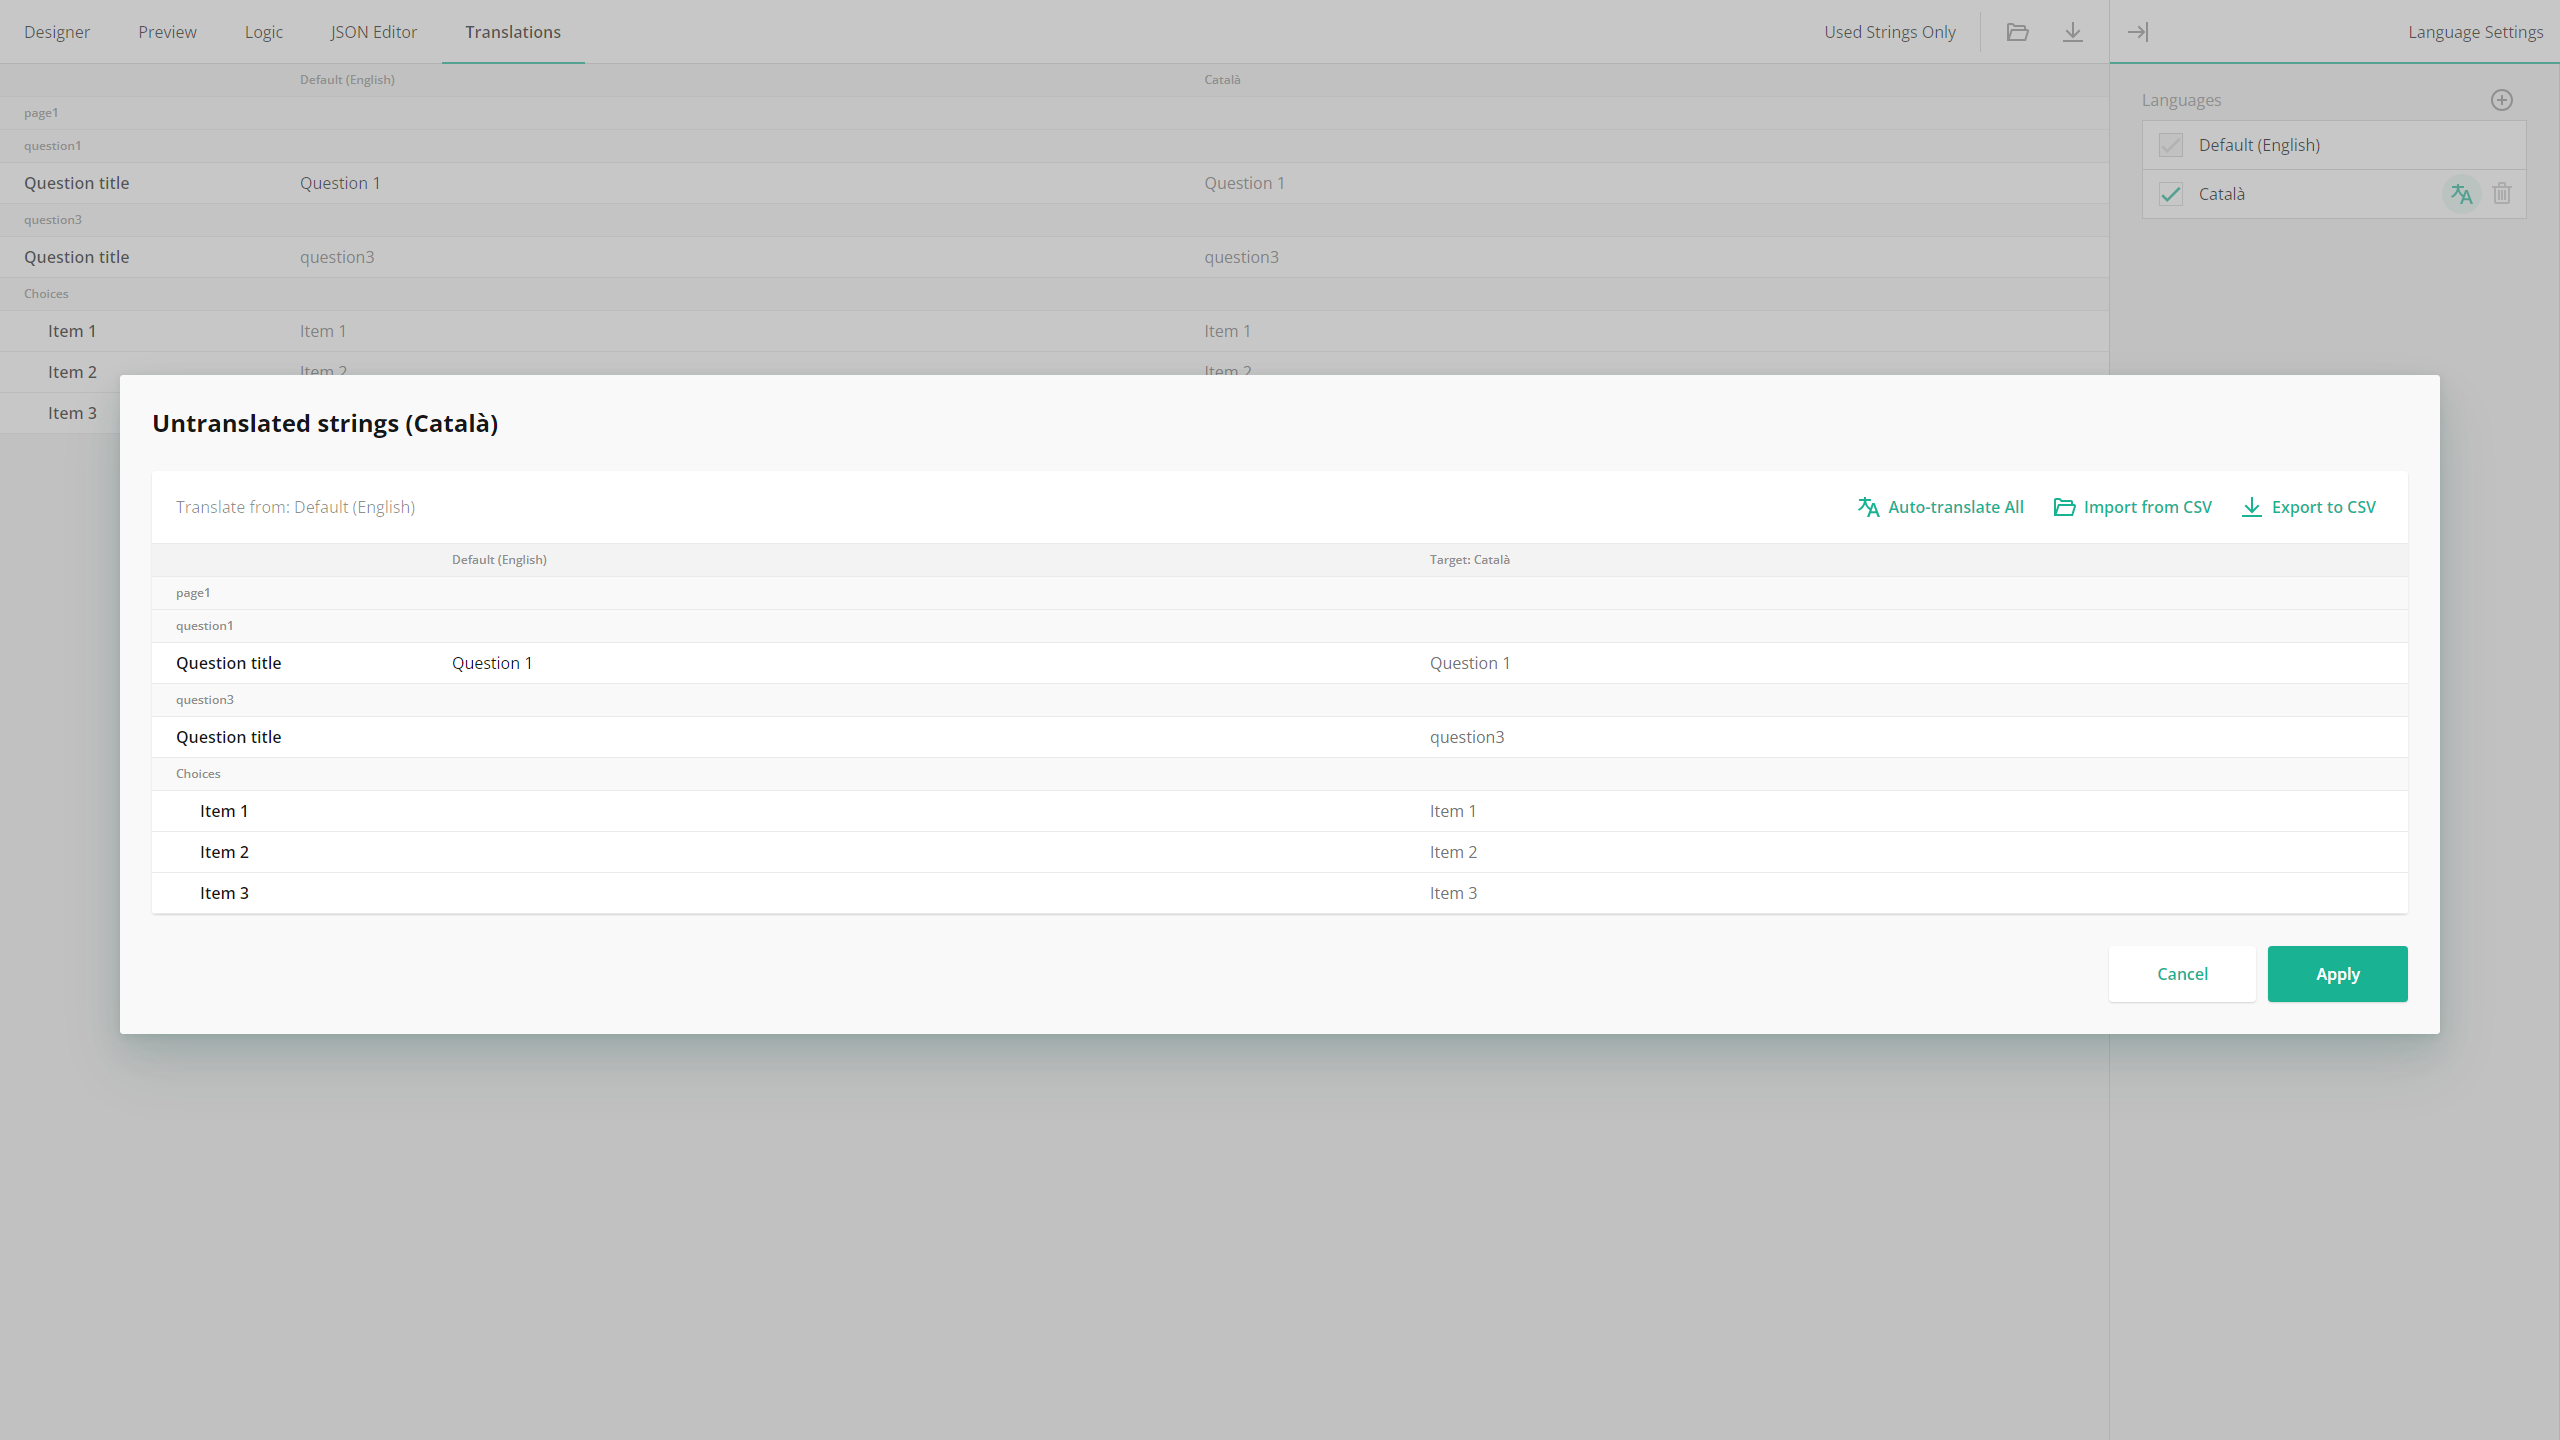 Designer Preview Logic JSON Editor Translations Used Strings Only Language Settings
Default (English) Català
page1
question1
Question title Question 1 Question 1
question3
Question title question3 question3
Choices
Item 1 Item 1 Item 1
Item 2 Item 2 Item 2
Item 3
Languages
Default (English)
Català
Untranslated strings (Català)
Translate from: Default (English) Auto-translate All Import from CSV Export to CSV
Default (English) Target: Català
page1
question1
Question title Question 1 Question 1
question3
Question title question3
Choices
Item 1 Item 1
Item 2 Item 2
Item 3 Item 3
Cancel Apply